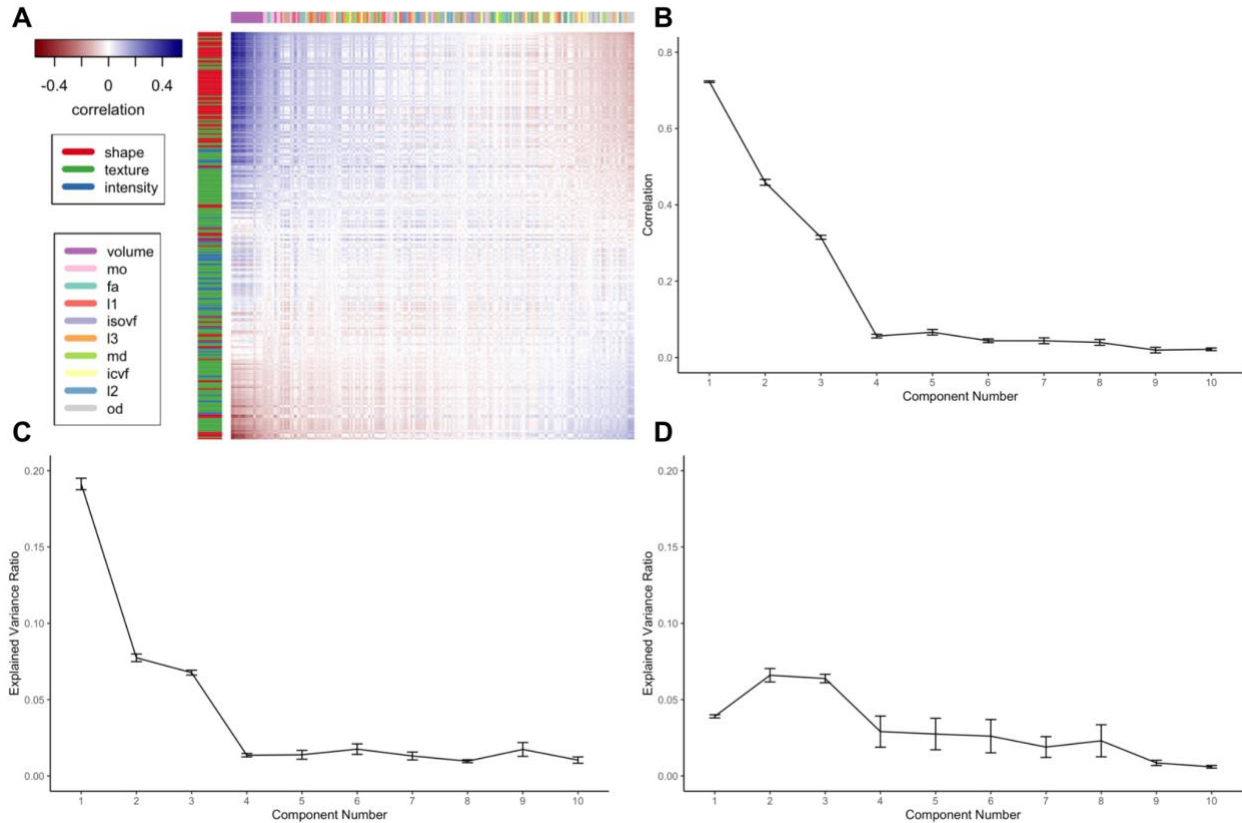 A
-0.4 0 0.4
correlation
shape
texture
intensity
volume
mo
fa
l1
isovf
l3
md
icvf
l2
od
B
Correlation
0.8
0.6
0.4
0.2
0.0
1 2 3 4 5 6 7 8 9 10
Component Number
C
Explained Variance Ratio
0.20
0.15
0.10
0.05
0.00
1 2 3 4 5 6 7 8 9 10
Component Number
D
Explained Variance Ratio
0.20
0.15
0.10
0.05
0.00
1 2 3 4 5 6 7 8 9 10
Component Number